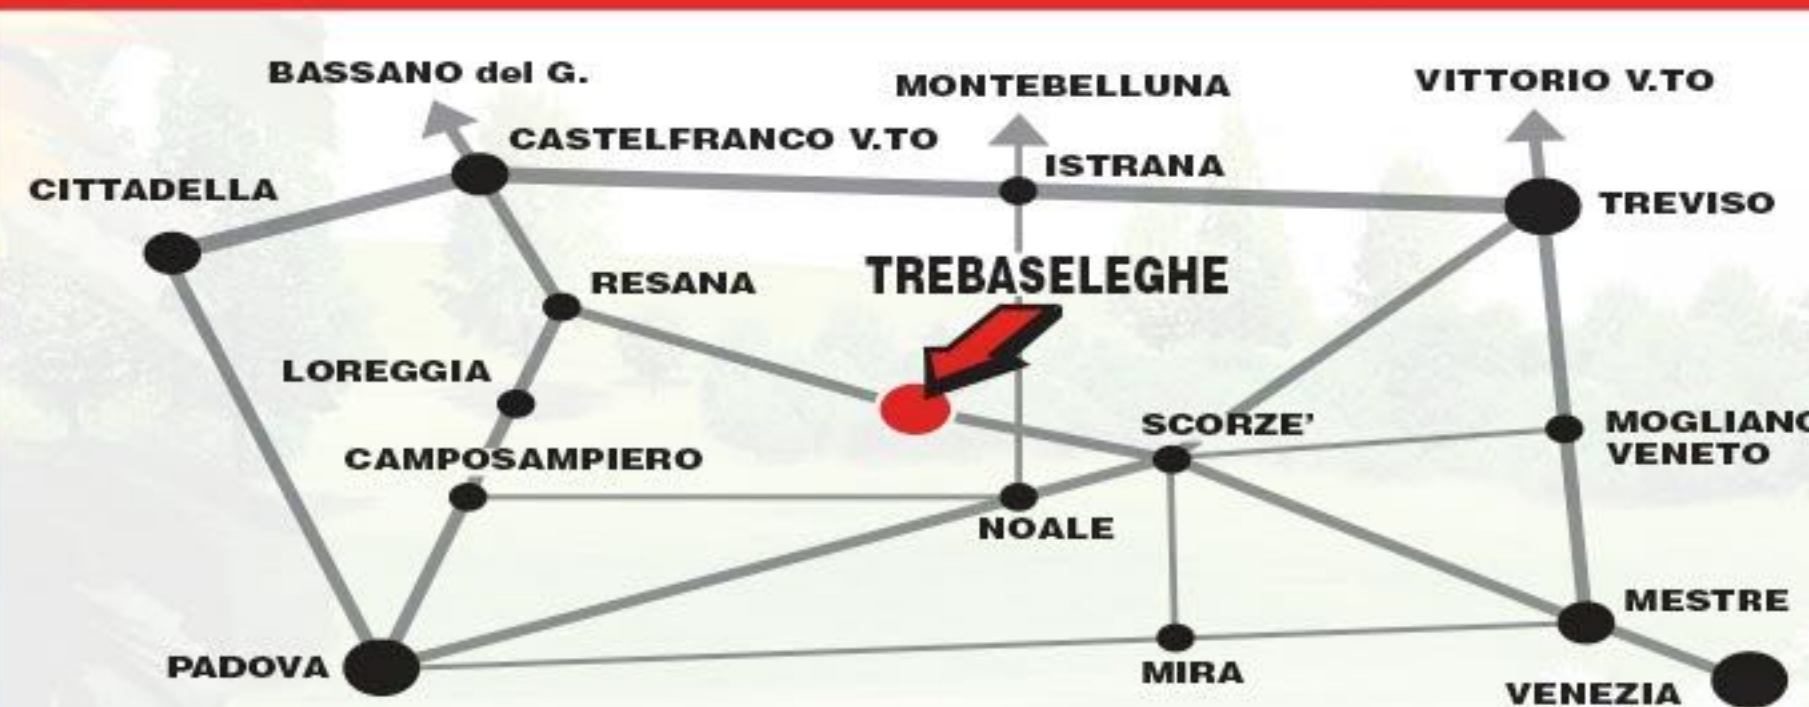 BASSANO del G.
MONTEBELLUNA
VITTORIO V.TO
CASTELFRANCO V.TO
ISTRANA
CITTADELLA
TREVISO
TREBASELEGHE
RESANA
LOREGGIA
SCORZE’
MOGLIANO
VENETO
CAMPOSAMPIERO
NOALE
MESTRE
PADOVA
MIRA
VENEZIA